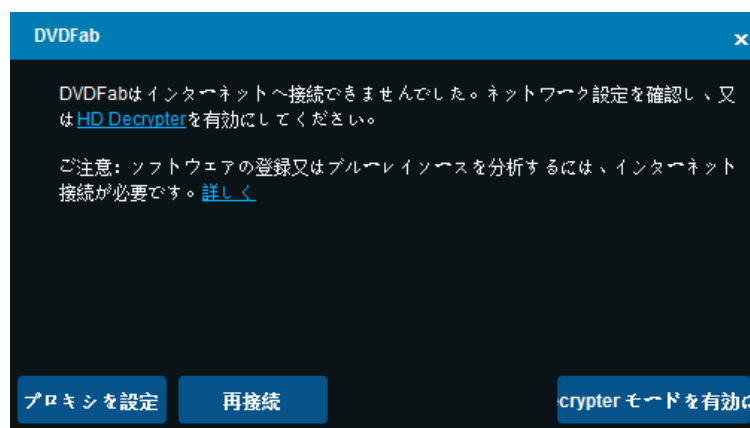 DVDFab
×
DVDFabはインターネットへ接続できませんでした。ネットワーク設定を確認し、又
はHD Decrypterを有効にしてください。
ご注意: ソフトウェアの登録又はブルーレイソースを分析するには、インターネット
接続が必要です。詳しく
プロキシを設定
再接続
crypter モードを有効に